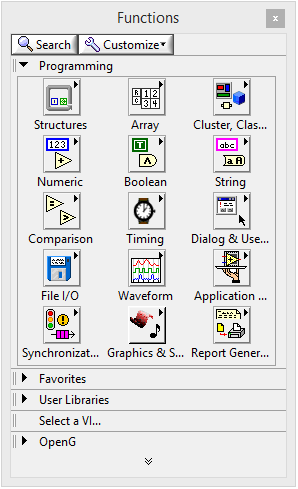 Functions x
Search Customize
Programming
Structures Array Cluster, Clas...
Numeric Boolean String
Comparison Timing Dialog & Use...
File I/O Waveform Application ...
Synchronizat... Graphics & S... Report Gener...
Favorites
User Libraries
Select a VI...
OpenG